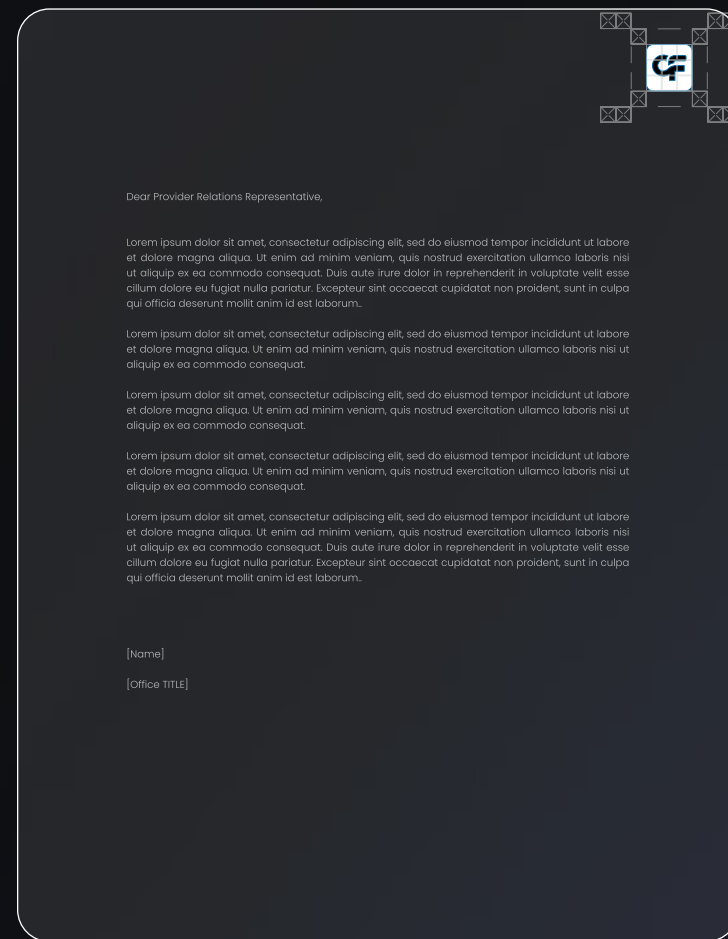 CF
Dear Provider Relations Representative,
Lorem ipsum dolor sit amet, consectetur adipiscing elit, sed do eiusmod tempor incididunt ut labore
et dolore magna aliqua. Ut enim ad minim veniam, quis nostrud exercitation ullamco laboris nisi
ut aliquip ex ea commodo consequat. Duis aute irure dolor in reprehenderit in voluptate velit esse
cillum dolore eu fugiat nulla pariatur. Excepteur sint occaecat cupidatat non proident, sunt in culpa
qui officia deserunt mollit anim id est laborum..
Lorem ipsum dolor sit amet, consectetur adipiscing elit, sed do eiusmod tempor incididunt ut labore
et dolore magna aliqua. Ut enim ad minim veniam, quis nostrud exercitation ullamco laboris nisi ut
aliquip ex ea commodo consequat.
Lorem ipsum dolor sit amet, consectetur adipiscing elit, sed do eiusmod tempor incididunt ut labore
et dolore magna aliqua. Ut enim ad minim veniam, quis nostrud exercitation ullamco laboris nisi ut
aliquip ex ea commodo consequat.
Lorem ipsum dolor sit amet, consectetur adipiscing elit, sed do eiusmod tempor incididunt ut labore
et dolore magna aliqua. Ut enim ad minim veniam, quis nostrud exercitation ullamco laboris nisi ut
aliquip ex ea commodo consequat.
Lorem ipsum dolor sit amet, consectetur adipiscing elit, sed do eiusmod tempor incididunt ut labore
et dolore magna aliqua. Ut enim ad minim veniam, quis nostrud exercitation ullamco laboris nisi
ut aliquip ex ea commodo consequat. Duis aute irure dolor in reprehenderit in voluptate velit esse
cillum dolore eu fugiat nulla pariatur. Excepteur sint occaecat cupidatat non proident, sunt in culpa
qui officia deserunt mollit anim id est laborum..
[Name]
[Office TITLE]